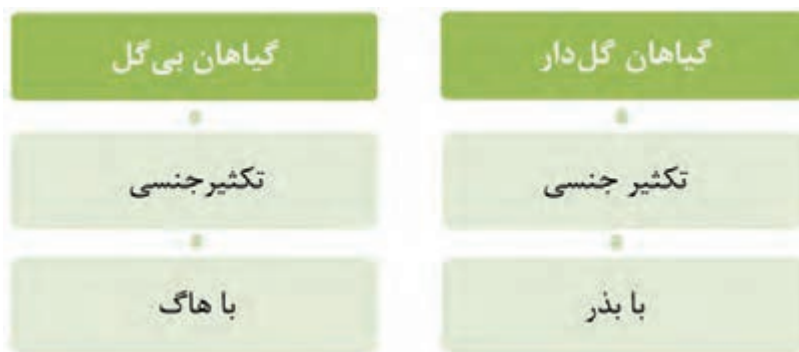 گیاهان گل‌دار
تکثیر جنسی
با بذر
گیاهان بی‌گل
تکثیرجنسی
با هاگ